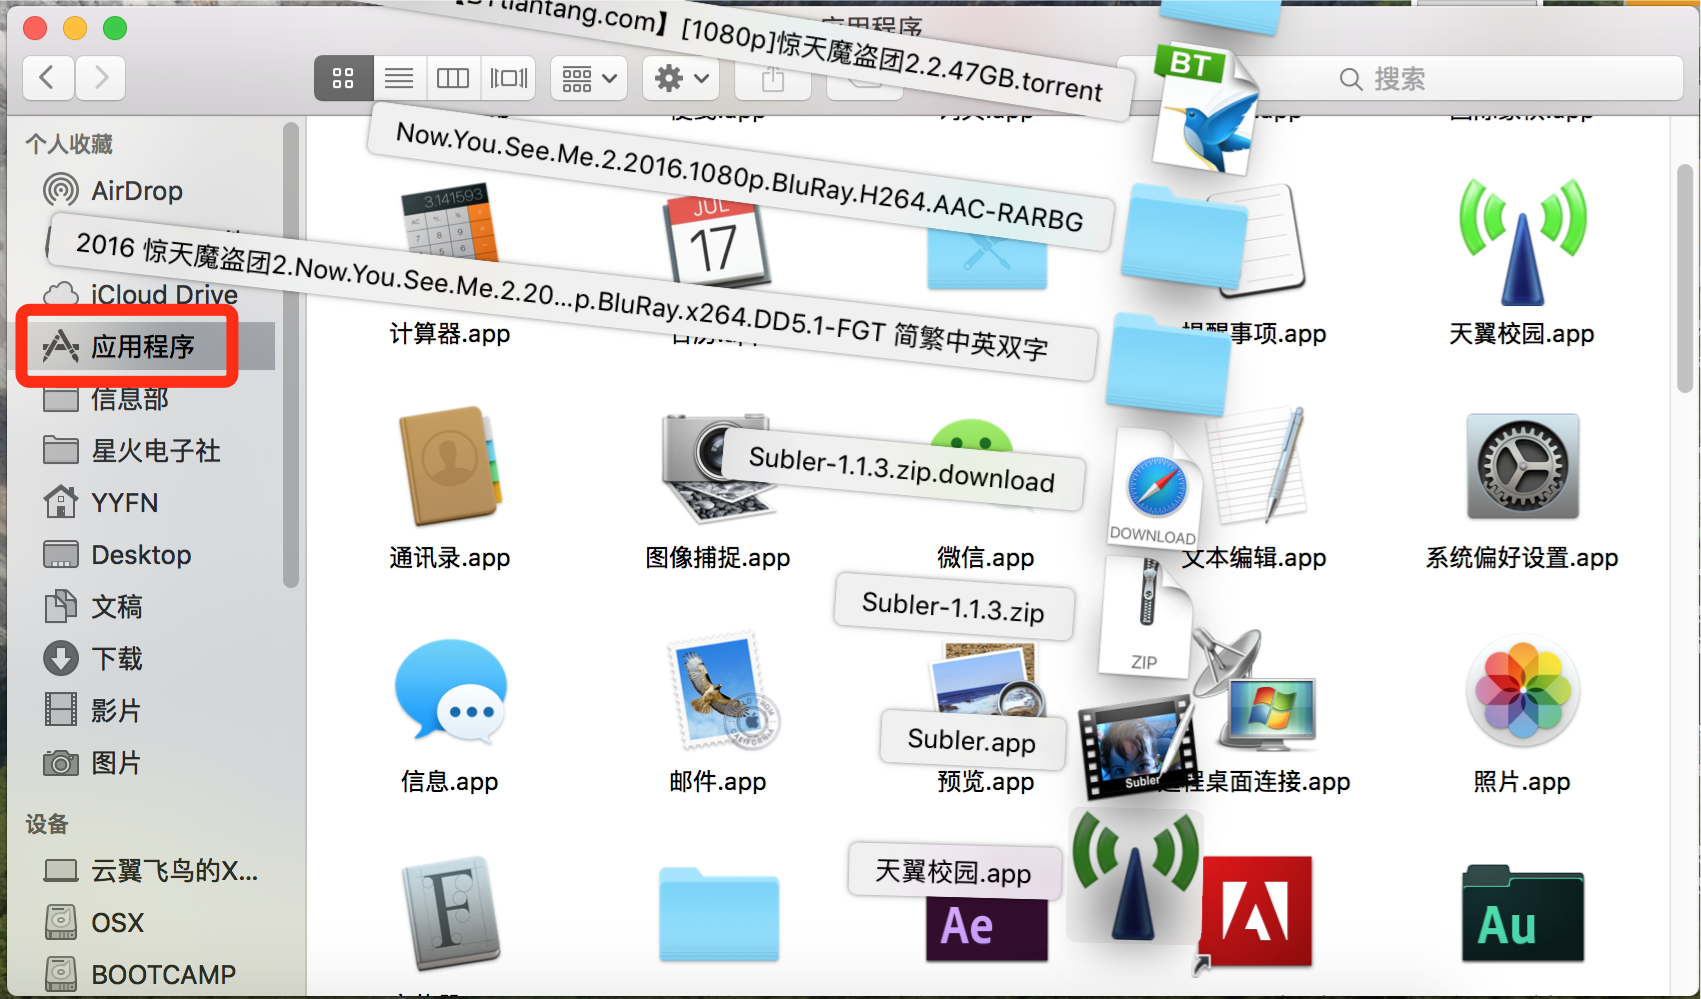 【BTtiantang.com】[1080p]惊天魔盗团2.2.47GB.torrent
应用程序
搜索
BT
个人收藏
AirDrop
iCloud Drive
应用程序
信息部
星火电子社
YYFN
Desktop
文稿
下载
影片
图片
设备
云翼飞鸟的X...
OSX
BOOTCAMP
Now.You.See.Me.2.2016.1080p.BluRay.H264.AAC-RARBG
3.141593
JUL
17
2016 惊天魔盗团2.Now.You.See.Me.2.20...p.BluRay.x264.DD5.1-FGT 简繁中英双字
计算器.app
提醒事项.app
天翼校园.app
Subler-1.1.3.zip.download
DOWNLOAD
通讯录.app
图像捕捉.app
微信.app
文本编辑.app
系统偏好设置.app
Subler-1.1.3.zip
ZIP
Subler.app
Subler
信息.app
邮件.app
预览.app
程桌面连接.app
照片.app
天翼校园.app
F
Ae
Au